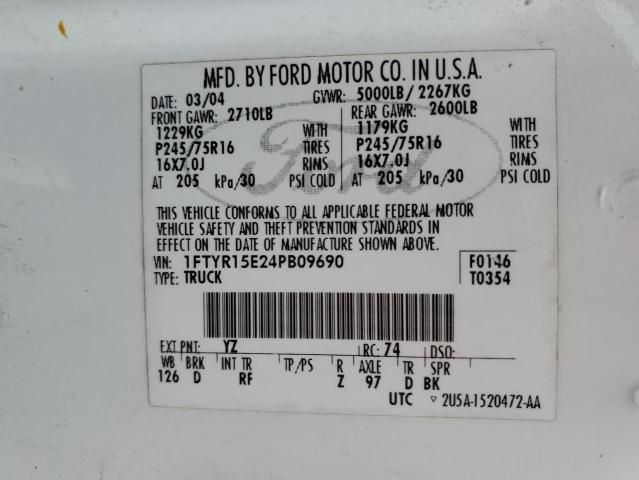 MFD. BY FORD MOTOR CO. IN U.S.A.
DATE: 03/04 GVWR: 5000LB/ 2267KG
FRONT GAWR: 2710LB REAR GAWR: 2600LB
1229KG WITH 1179KG WITH
P245/75R16 TIRES P245/75R16 TIRES
16X7.0J RIMS 16X7.0J RIMS
AT 205 kPa/30 PSI COLD AT 205 kPa/30 PSI COLD
Ford
THIS VEHICLE CONFORMS TO ALL APPLICABLE FEDERAL MOTOR
VEHICLE SAFETY AND THEFT PREVENTION STANDARDS IN
EFFECT ON THE DATE OF MANUFACTURE SHOWN ABOVE.
VIN: 1FTYR15E24PB09690 F0146
TYPE: TRUCK T0354
EXT PNT: YZ RC: 74 DSO:
WB BRK INT TR TP/PS R AXLE TR SPR
126 D RF Z 97 D BK
UTC ▿ 2U5A-1520472-AA